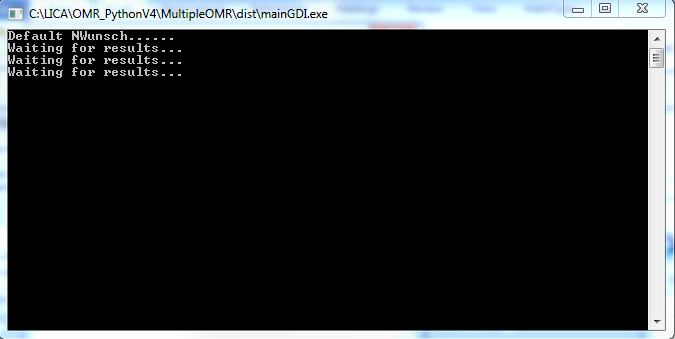 C:\LICA\OMR_PythonV4\MultipleOMR\dist\mainGDI.exe
Default NWunsch......
Waiting for results...
Waiting for results...
Waiting for results...